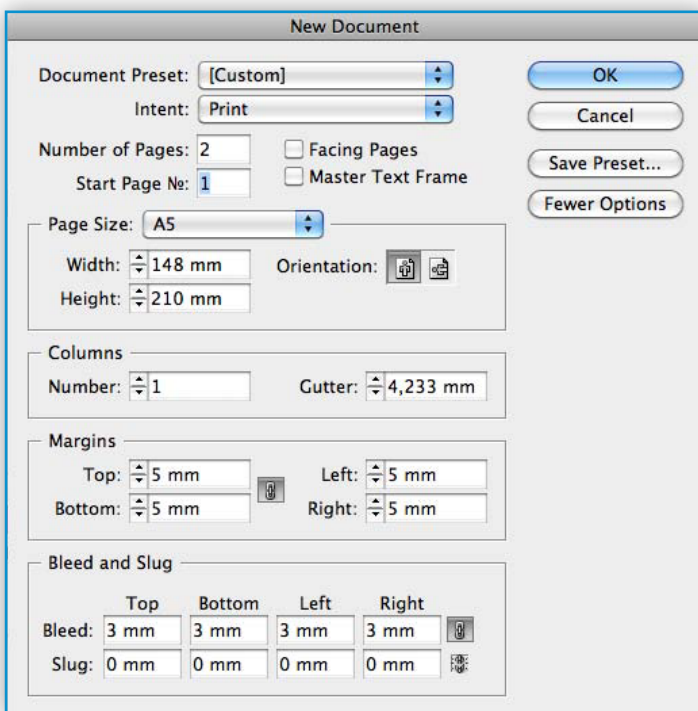 New Document
Document Preset: [Custom]
OK
Intent: Print
Cancel
Number of Pages: 2
Facing Pages
Save Preset...
Start Page №: 1
Master Text Frame
Fewer Options
Page Size: A5
Width: 148 mm
Orientation:
Height: 210 mm
Columns
Number: 1
Gutter: 4,233 mm
Margins
Top: 5 mm
Left: 5 mm
Bottom: 5 mm
Right: 5 mm
Bleed and Slug
Top Bottom Left Right
Bleed: 3 mm 3 mm 3 mm 3 mm
Slug: 0 mm 0 mm 0 mm 0 mm